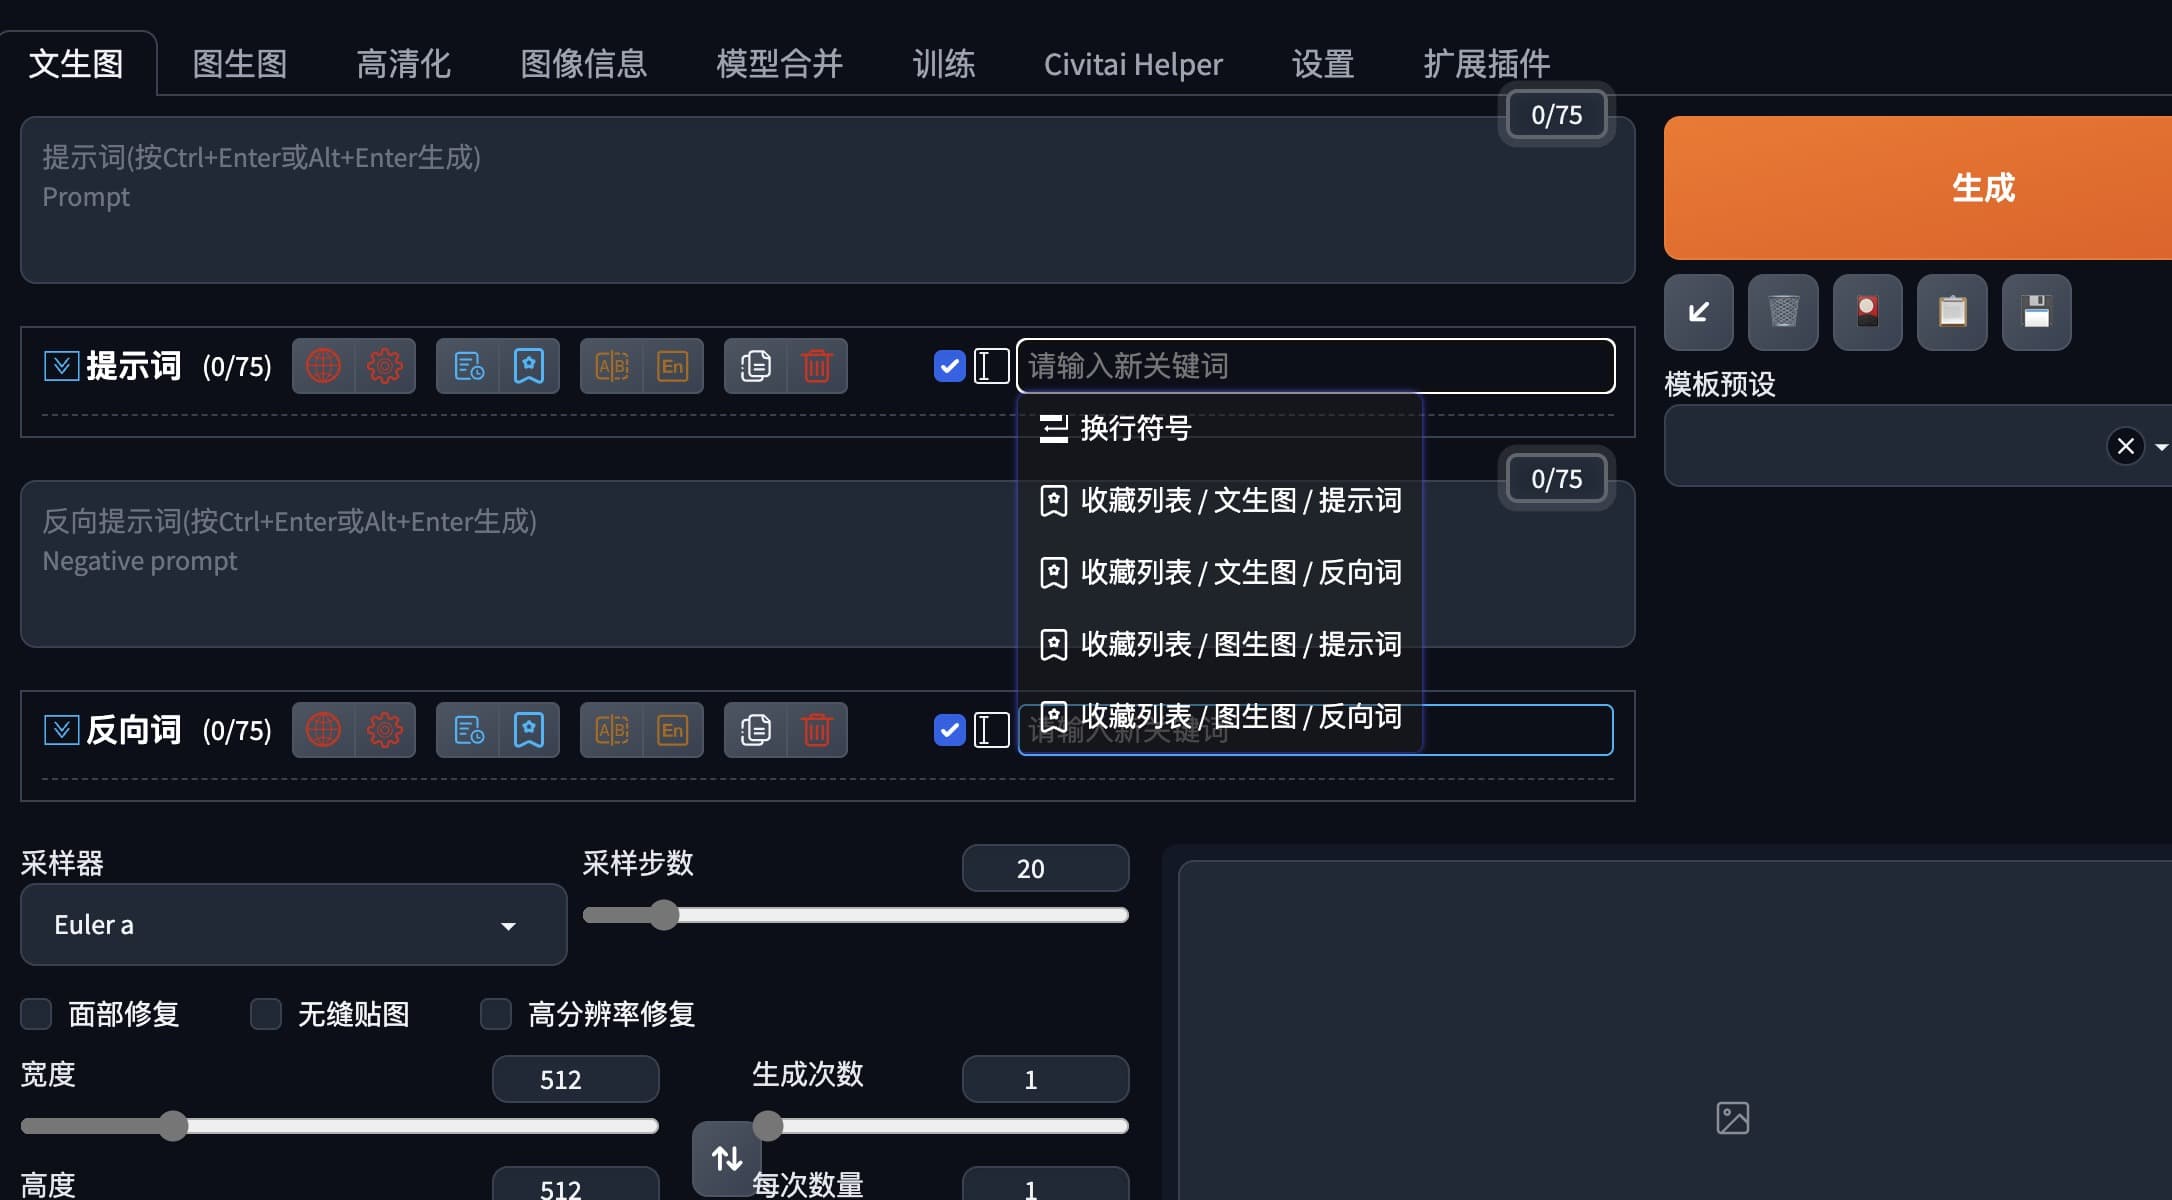 文生图
图生图
高清化
图像信息
模型合并
训练
Civitai Helper
设置
扩展插件
0/75
提示词(按Ctrl+Enter或Alt+Enter生成)
Prompt
生成
提示词
(0/75)
A B
En
请输入新关键词
模板预设
换行符号
收藏列表 / 文生图 / 提示词
收藏列表 / 文生图 / 反向词
收藏列表 / 图生图 / 提示词
收藏列表 / 图生图 / 反向词
0/75
反向提示词(按Ctrl+Enter或Alt+Enter生成)
Negative prompt
反向词
(0/75)
A B
En
请输入新关键词
采样器
Euler a
采样步数
20
面部修复
无缝贴图
高分辨率修复
宽度
512
生成次数
1
高度
512
每次数量
1